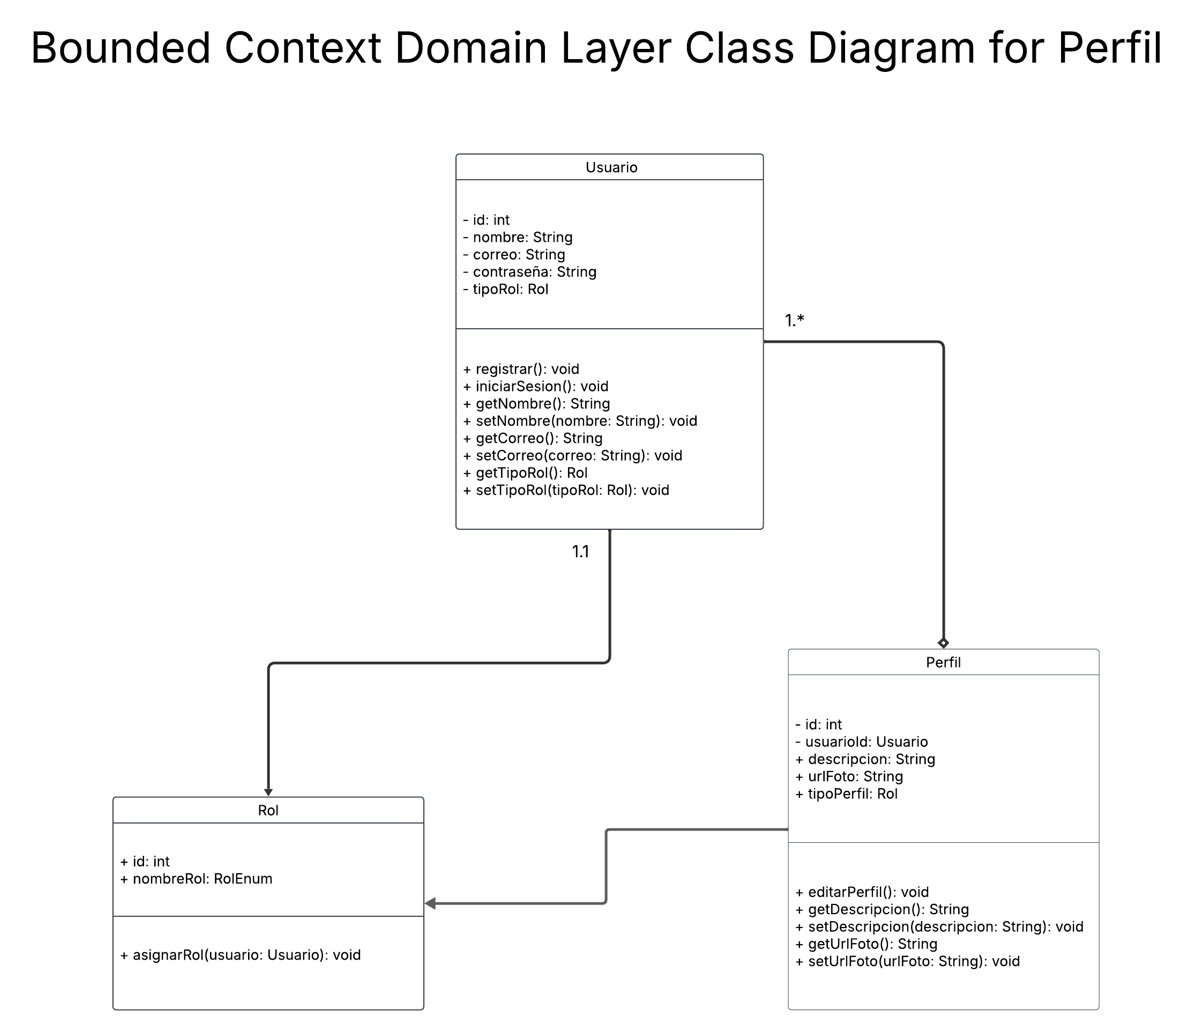 Bounded Context Domain Layer Class Diagram for Perfil
Usuario
- id: int
- nombre: String
- correo: String
- contraseña: String
- tipoRol: Rol
1.*
+ registrar(): void
+ iniciarSesion(): void
+ getNombre(): String
+ setNombre(nombre: String): void
+ getCorreo(): String
+ setCorreo(correo: String): void
+ getTipoRol(): Rol
+ setTipoRol(tipoRol: Rol): void
1.1
Perfil
- id: int
- usuarioId: Usuario
+ descripcion: String
+ urlFoto: String
+ tipoPerfil: Rol
+ editarPerfil(): void
+ getDescripcion(): String
+ setDescripcion(descripcion: String): void
+ getUrlFoto(): String
+ setUrlFoto(urlFoto: String): void
Rol
+ id: int
+ nombreRol: RolEnum
+ asignarRol(usuario: Usuario): void